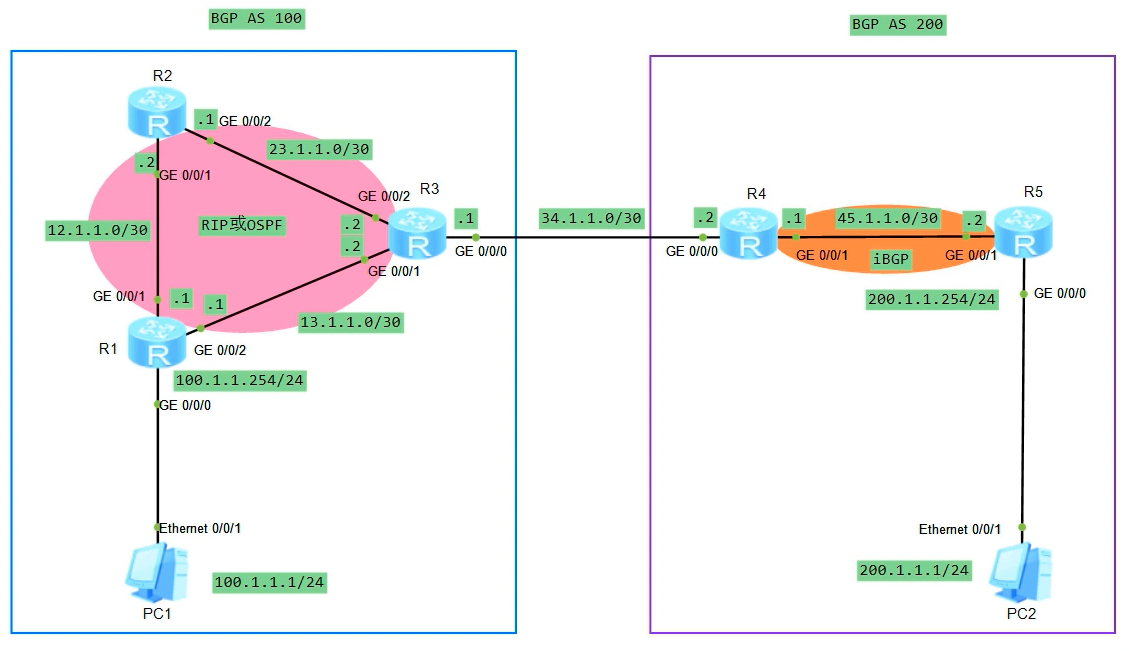 BGP AS 100
BGP AS 200
R2
.1
GE 0/0/2
23.1.1.0/30
.2
GE 0/0/1
GE 0/0/2
R3
R4
R5
12.1.1.0/30
RIP或OSPF
.2
.2
.1
34.1.1.0/30
.2
.1
45.1.1.0/30
.2
GE 0/0/0
GE 0/0/0
GE 0/0/1
iBGP
GE 0/0/1
GE 0/0/1
GE 0/0/1
.1
.1
200.1.1.254/24
GE 0/0/0
13.1.1.0/30
R1
GE 0/0/2
100.1.1.254/24
GE 0/0/0
Ethernet 0/0/1
Ethernet 0/0/1
100.1.1.1/24
200.1.1.1/24
PC1
PC2